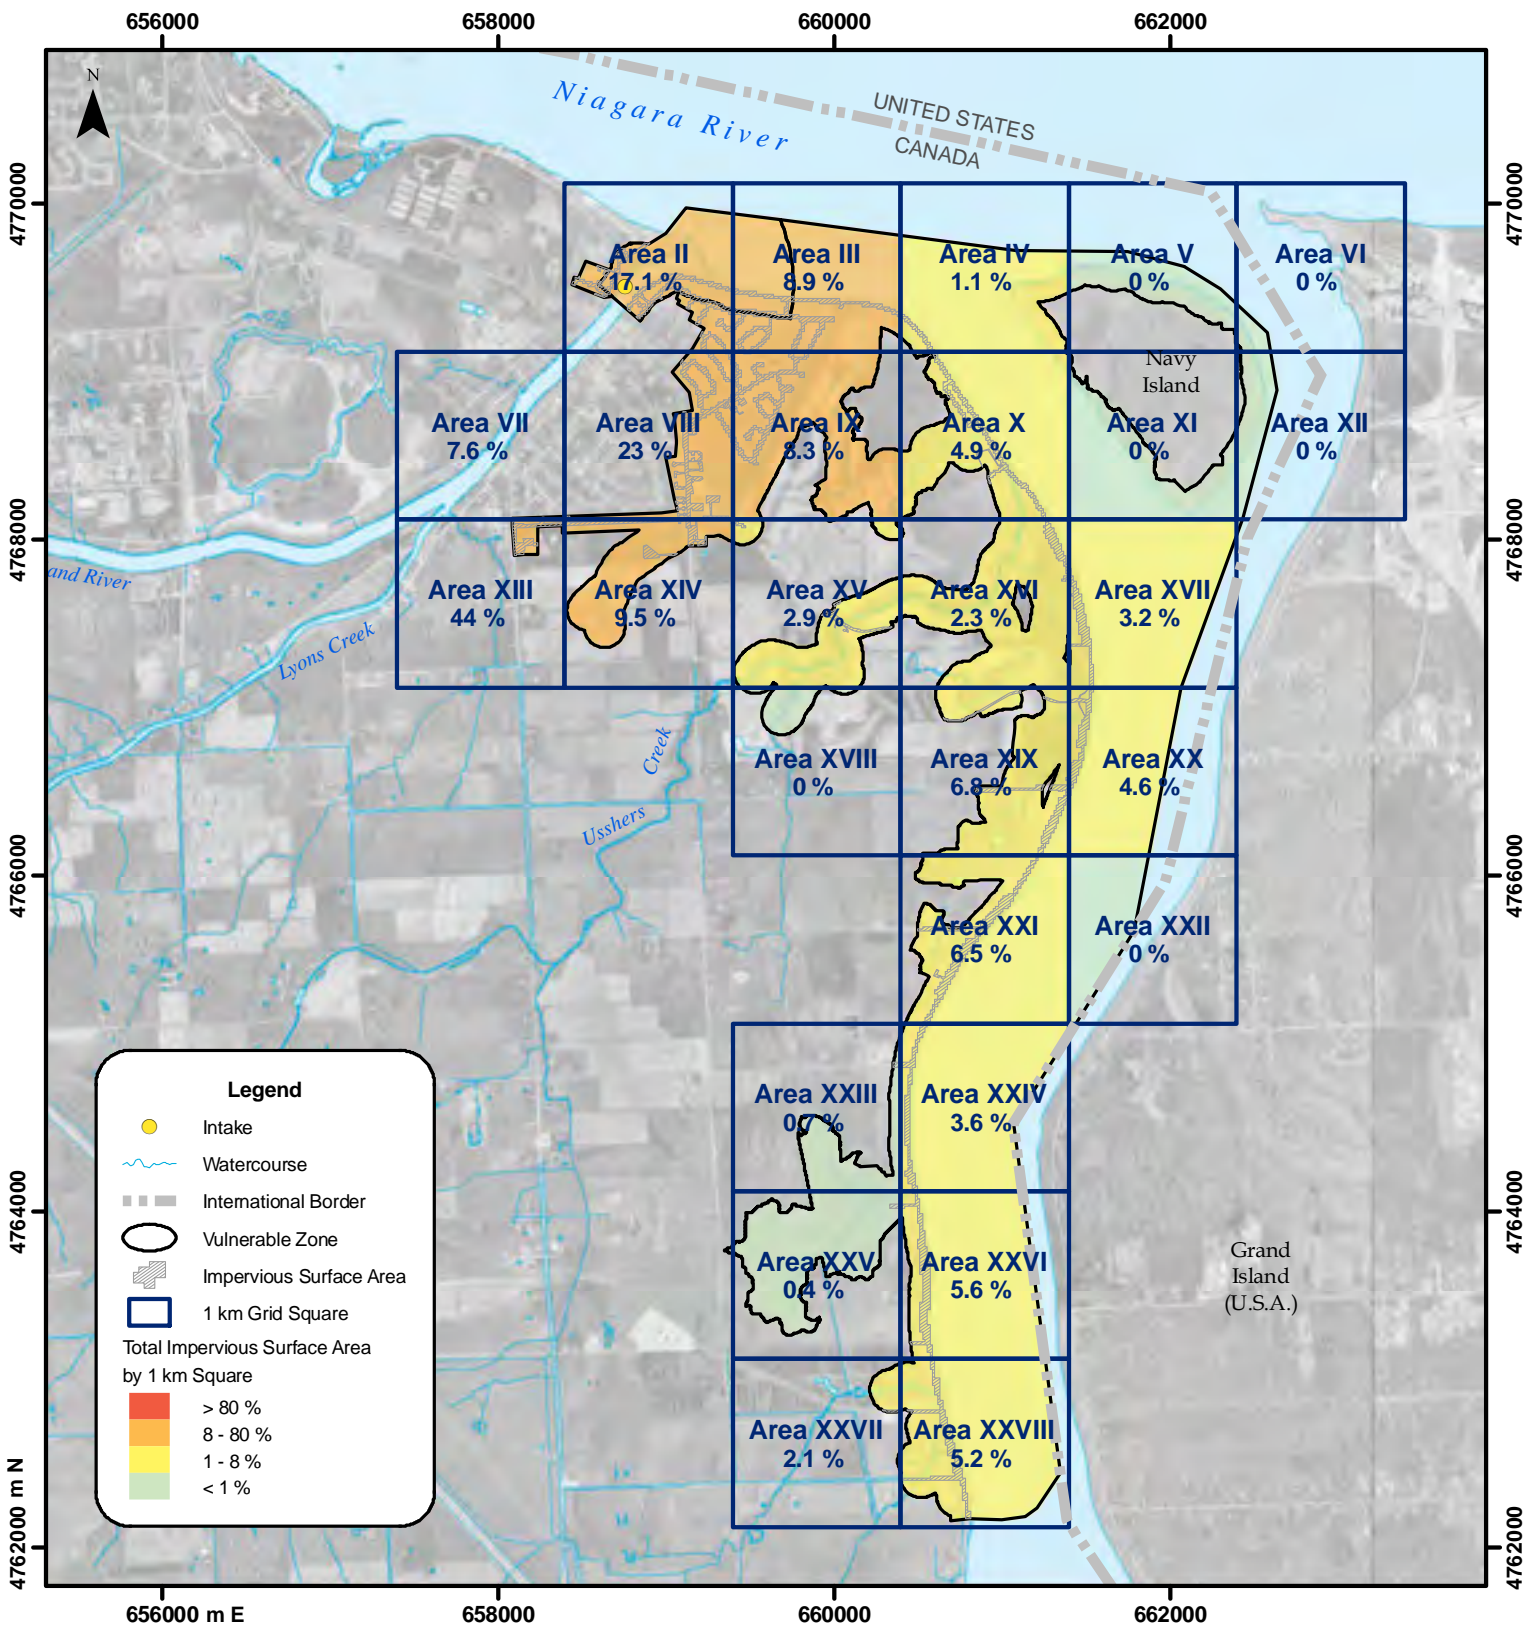 656000
658000
660000
662000
N
Niagara River
UNITED STATES
CANADA
4770000
4770000
Area II
17.1 %
Area III
8.9 %
Area IV
1.1 %
Area V
0 %
Area VI
0 %
Navy
Island
Area VII
7.6 %
Area VIII
23 %
Area IX
8.3 %
Area X
4.9 %
Area XI
0 %
Area XII
0 %
4768000
4768000
and River
Lyons Creek
Area XIII
44 %
Area XIV
9.5 %
Area XV
2.9 %
Area XVI
2.3 %
Area XVII
3.2 %
Usshers
Creek
Area XVIII
0 %
Area XIX
6.8 %
Area XX
4.6 %
4766000
4766000
Area XXI
6.5 %
Area XXII
0 %
Area XXIII
0.7 %
Area XXIV
3.6 %
4764000
4764000
Area XXV
0.4 %
Area XXVI
5.6 %
Grand
Island
(U.S.A.)
Area XXVII
2.1 %
Area XXVIII
5.2 %
Legend
Intake
Watercourse
International Border
Vulnerable Zone
Impervious Surface Area
1 km Grid Square
Total Impervious Surface Area
by 1 km Square
> 80 %
8 - 80 %
1 - 8 %
< 1 %
4762000 m N
4762000
656000 m E
658000
660000
662000